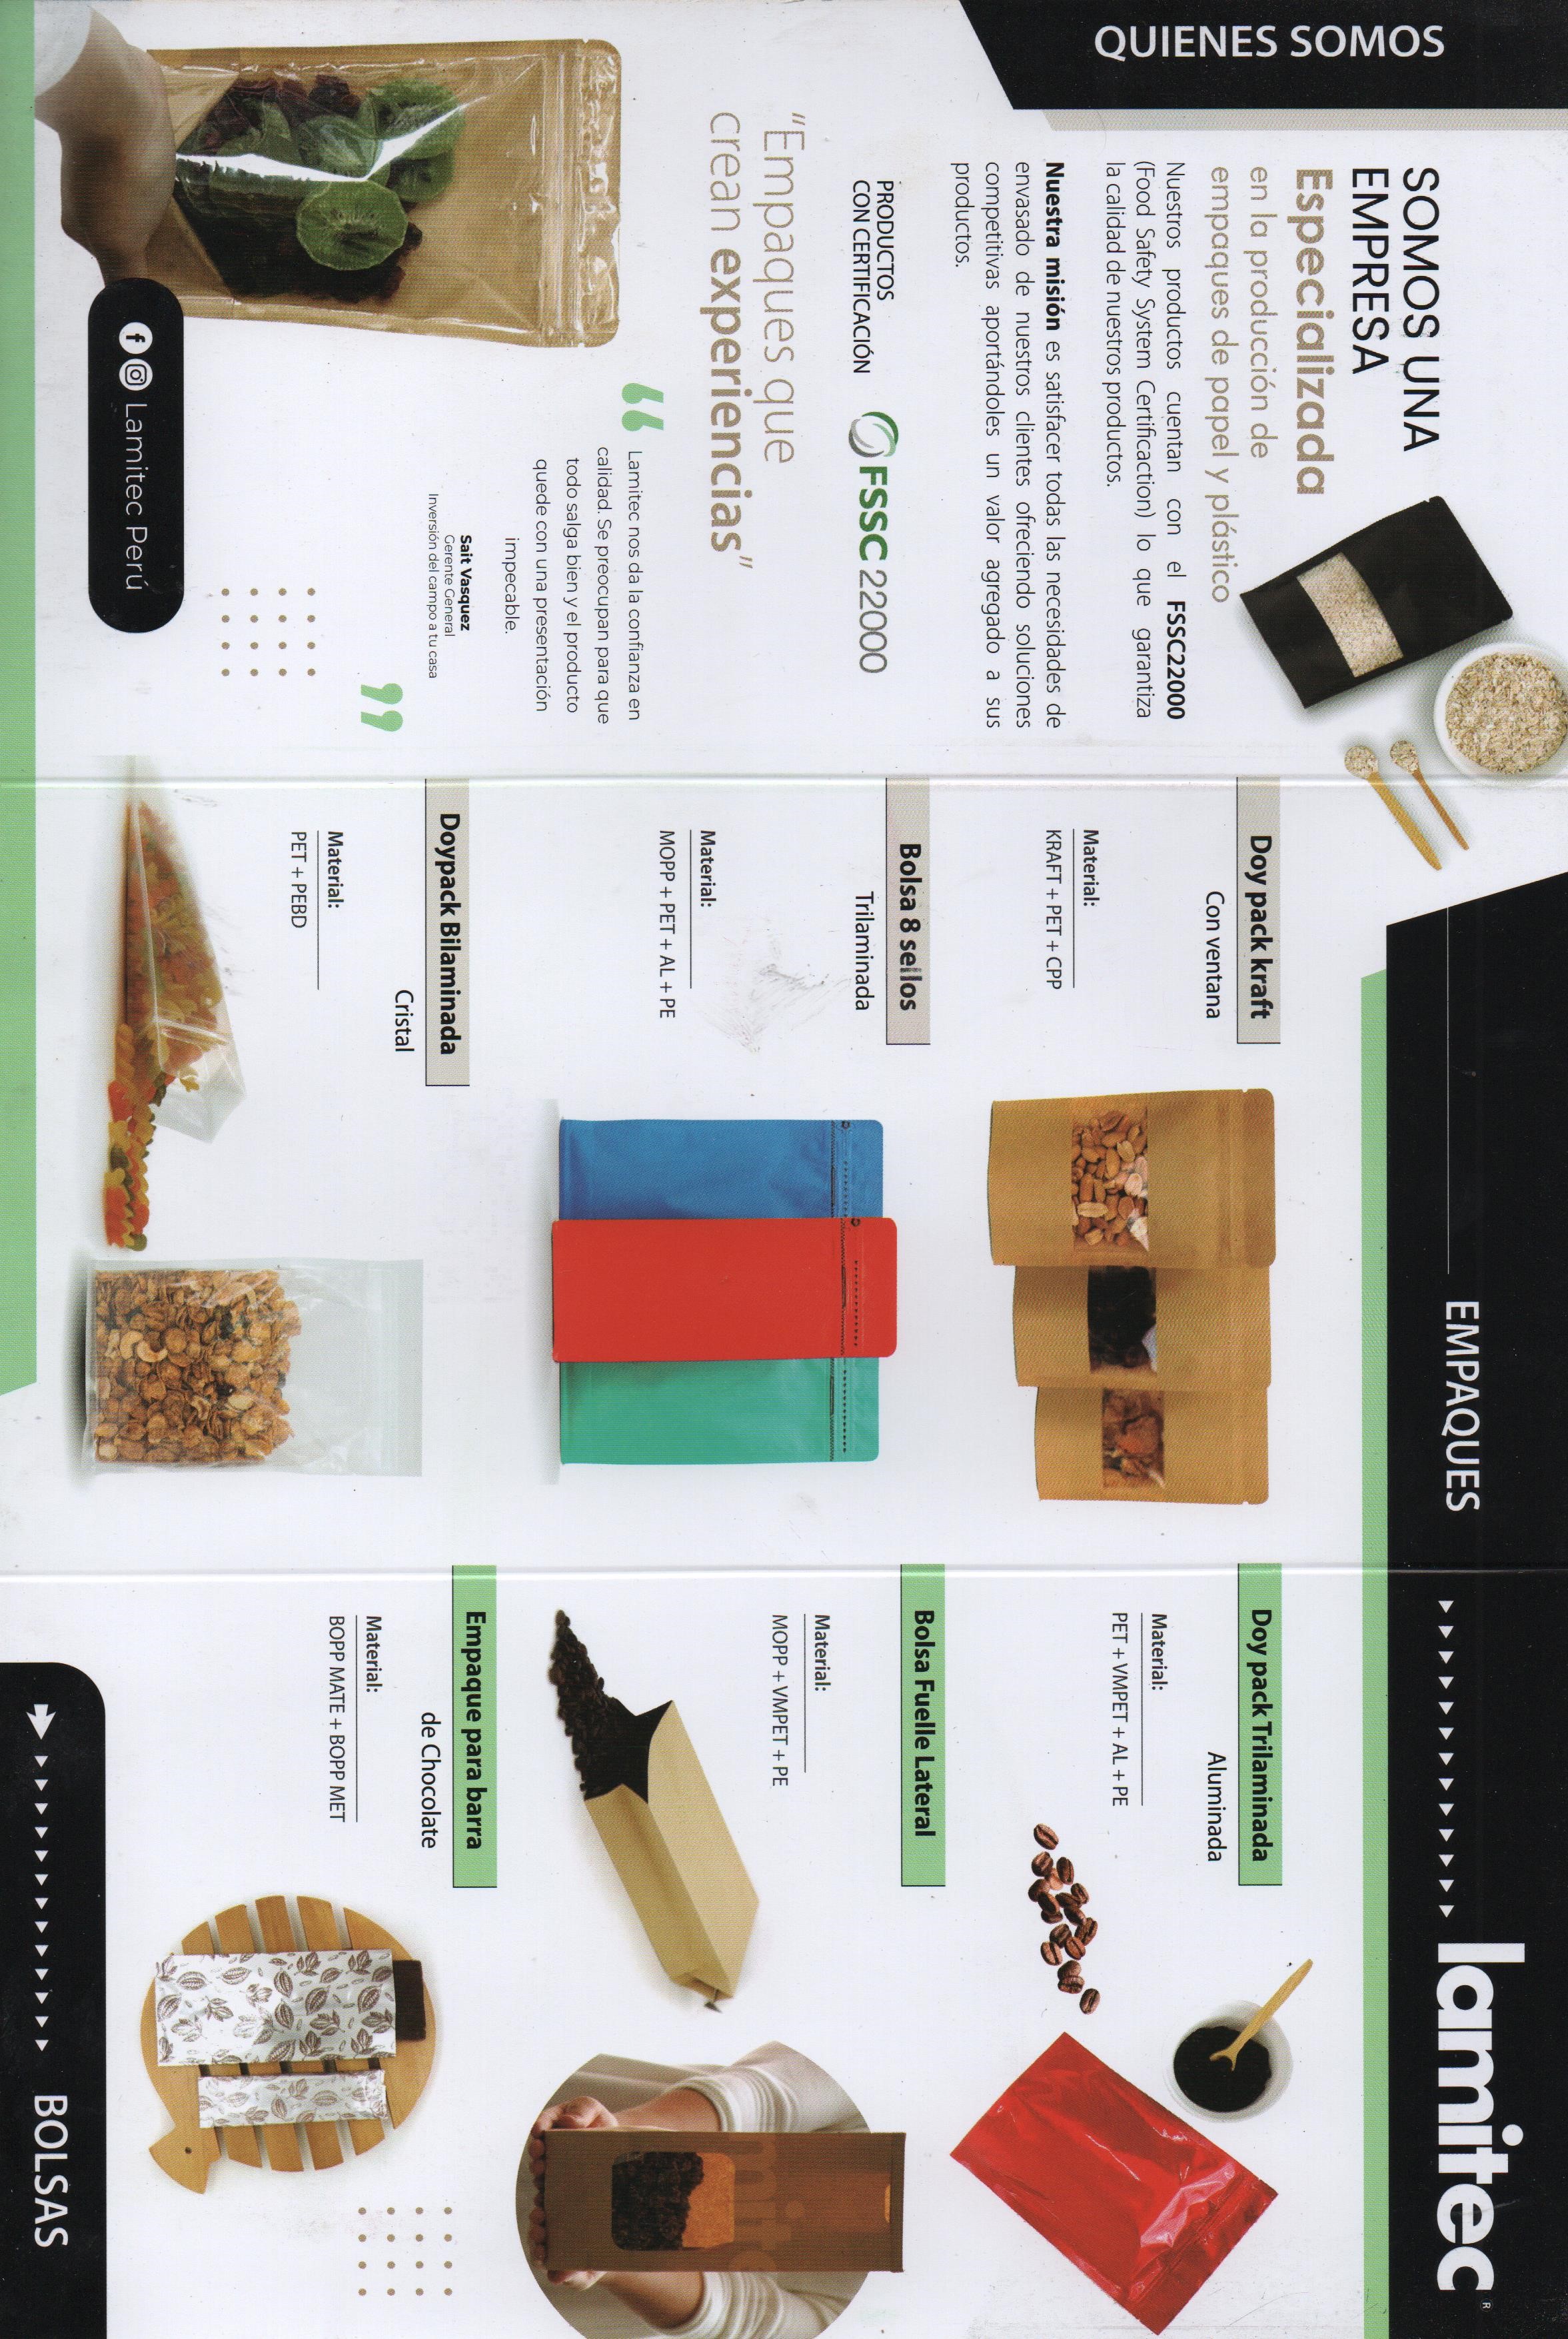 QUIENES SOMOS
SOMOS UNA
EMPRESA
Especializada
en la producción de
empaques de papel y plástico
Nuestros productos cuentan con el FSSC22000
(Food Safety System Certificaction) lo que garantiza
la calidad de nuestros productos.
Nuestra misión es satisfacer todas las necesidades de
envasado de nuestros clientes ofreciendo soluciones
competitivas aportándoles un valor agregado a sus
productos.
PRODUCTOS
CON CERTIFICACIÓN
FSSC 22000
“Empaques que
crean experiencias”
“
Lamitec nos da la confianza en
calidad. Se preocupan para que
todo salga bien y el producto
quede con una presentación
impecable.
Sait Vasquez
Gerente General
Inversión del campo a tu casa
”
Lamitec Perú
EMPAQUES
lamitec®
Doy pack kraft
Con ventana
Material:
KRAFT + PET + CPP
Bolsa 8 sellos
Trilaminada
Material:
MOPP + PET + AL + PE
Doypack Bilaminada
Cristal
Material:
PET + PEBD
Doy pack Trilaminada
Aluminada
Material:
PET + VMPET + AL + PE
Bolsa Fuelle Lateral
Material:
MOPP + VMPET + PE
mitec
Empaque para barra
de Chocolate
Material:
BOPP MATE + BOPP MET
BOLSAS